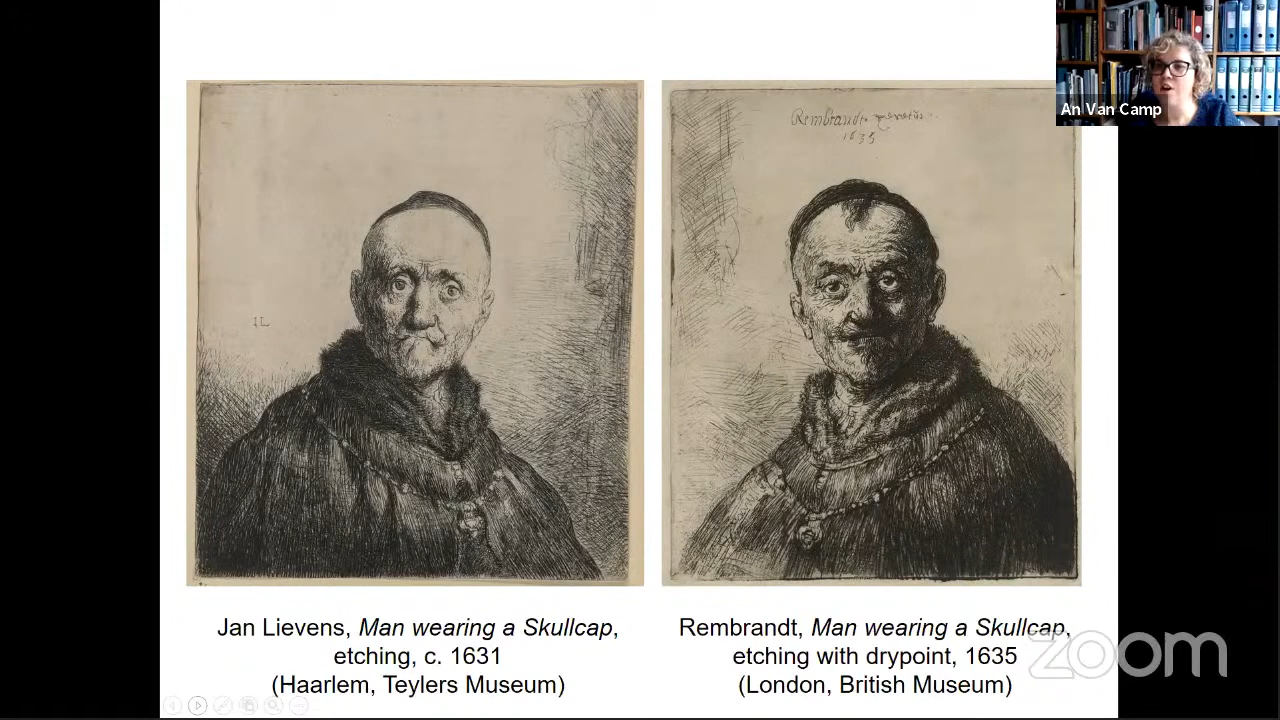 An Van Camp
Rembrandt
1635
IL
Jan Lievens, Man wearing a Skullcap,
etching, c. 1631
(Haarlem, Teylers Museum)
Rembrandt, Man wearing a Skullcap,
etching with drypoint, 1635
(London, British Museum)
zoom